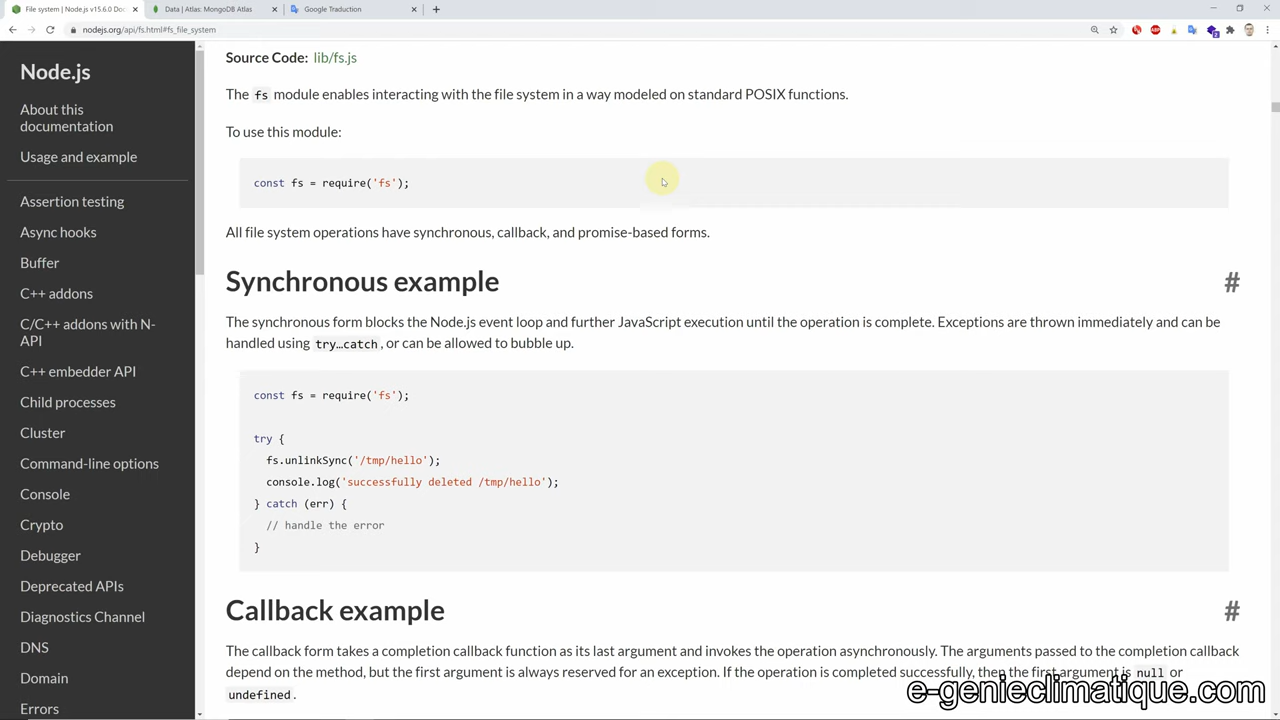 File system | Node.js v15.6.0 Doc
Data | Atlas: MongoDB Atlas
Google Traduction
nodejs.org/api/fs.html#fs_file_system
Node.js
About this
documentation
Usage and example
Assertion testing
Async hooks
Buffer
C++ addons
C/C++ addons with N-
API
C++ embedder API
Child processes
Cluster
Command-line options
Console
Crypto
Debugger
Deprecated APIs
Diagnostics Channel
DNS
Domain
Errors
Source Code: lib/fs.js
The fs module enables interacting with the file system in a way modeled on standard POSIX functions.
To use this module:
const fs = require('fs');
All file system operations have synchronous, callback, and promise-based forms.
Synchronous example #
The synchronous form blocks the Node.js event loop and further JavaScript execution until the operation is complete. Exceptions are thrown immediately and can be
handled using try…catch, or can be allowed to bubble up.
const fs = require('fs');
try {
fs.unlinkSync('/tmp/hello');
console.log('successfully deleted /tmp/hello');
} catch (err) {
// handle the error
}
Callback example #
The callback form takes a completion callback function as its last argument and invokes the operation asynchronously. The arguments passed to the completion callback
depend on the method, but the first argument is always reserved for an exception. If the operation is completed successfully, then the first argument is null or
undefined.
e-genieclimatique.com